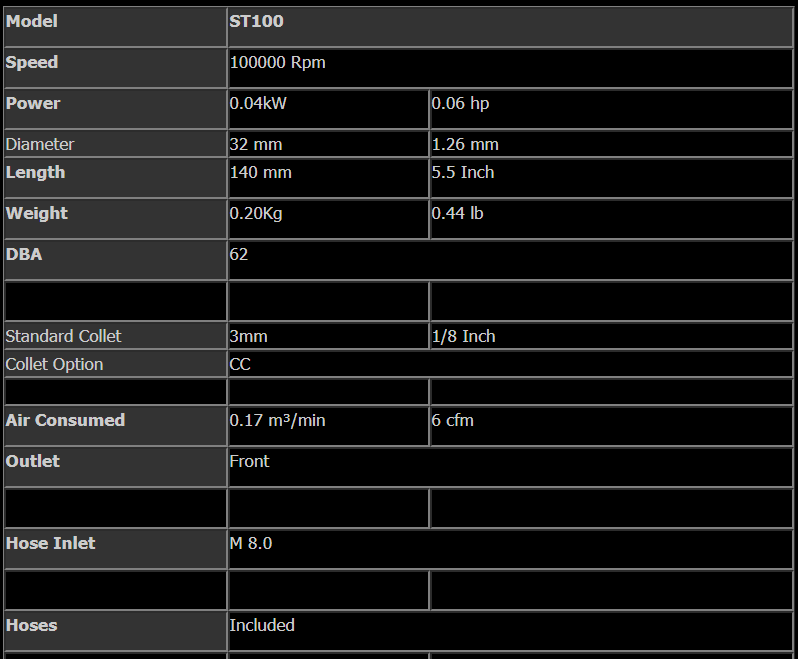 Model ST100
Speed 100000 Rpm
Power 0.04kW 0.06 hp
Diameter 32 mm 1.26 mm
Length 140 mm 5.5 Inch
Weight 0.20Kg 0.44 lb
DBA 62
Standard Collet 3mm 1/8 Inch
Collet Option CC
Air Consumed 0.17 m³/min 6 cfm
Outlet Front
Hose Inlet M 8.0
Hoses Included